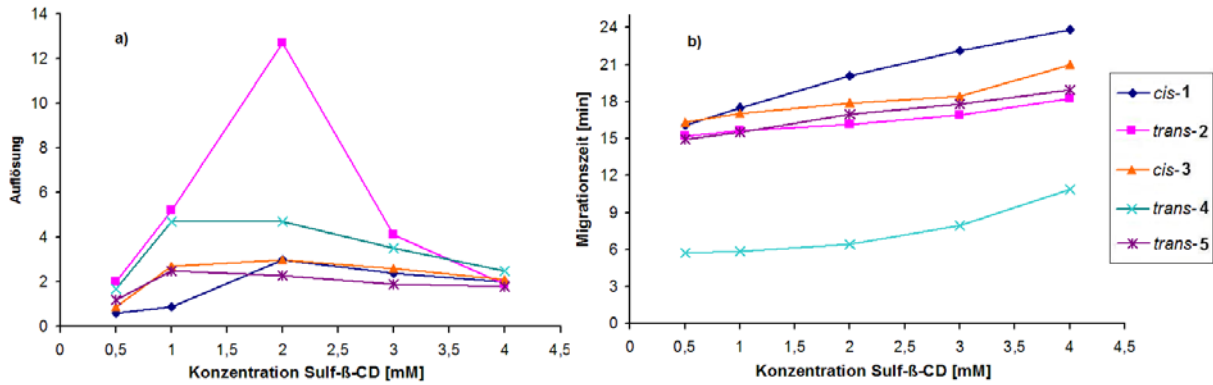 a)
Auflösung
14
12
10
8
6
4
2
0
0 0,5 1 1,5 2 2,5 3 3,5 4 4,5
Konzentration Sulf-ß-CD [mM]
b)
Migrationszeit [min]
24
21
18
15
12
9
6
3
0
0 0,5 1 1,5 2 2,5 3 3,5 4 4,5
Konzentration Sulf-ß-CD [mM]
cis-1
trans-2
cis-3
trans-4
trans-5